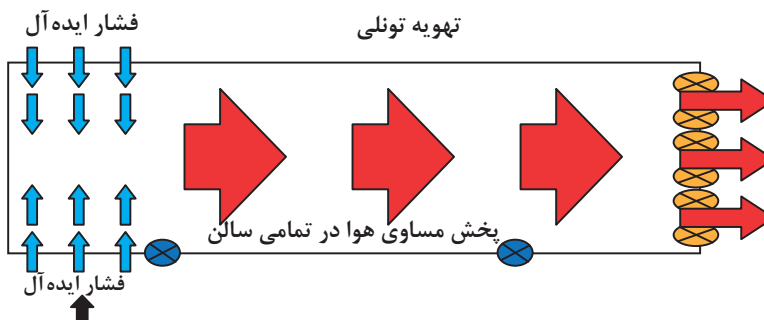 تهویه تونلی
فشار ایده‌آل
پخش مساوی هوا در تمامی سالن
فشار ایده‌آل